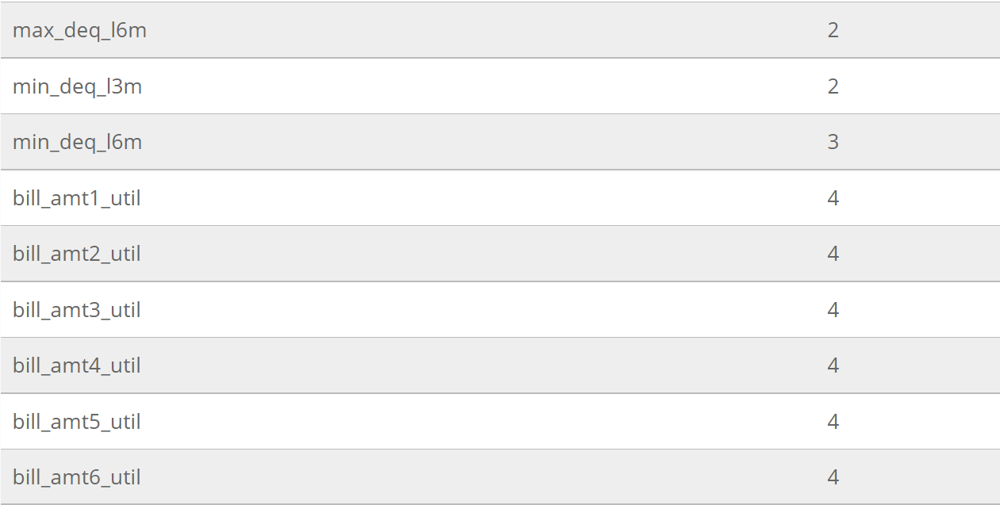 max_deq_l6m 2
min_deq_l3m 2
min_deq_l6m 3
bill_amt1_util 4
bill_amt2_util 4
bill_amt3_util 4
bill_amt4_util 4
bill_amt5_util 4
bill_amt6_util 4